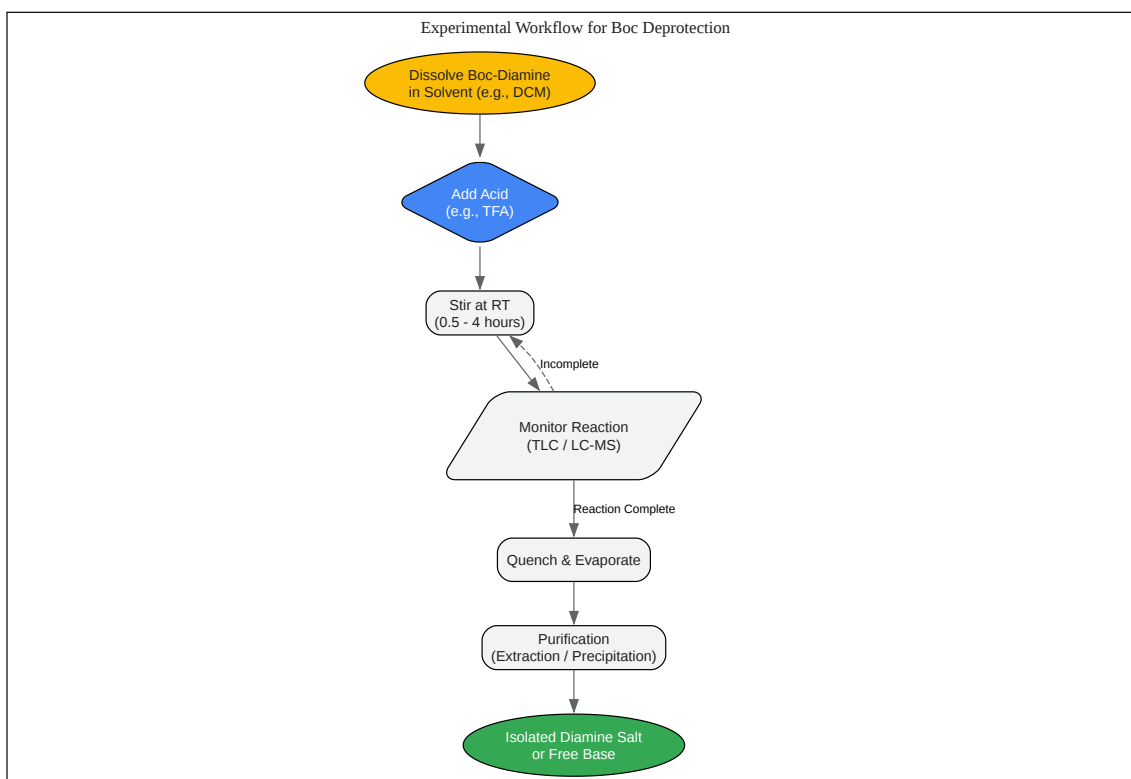 Experimental Workflow for Boc Deprotection
Dissolve Boc-Diamine
in Solvent (e.g., DCM)
Add Acid
(e.g., TFA)
Stir at RT
(0.5 - 4 hours)
Incomplete
Monitor Reaction
(TLC / LC-MS)
Reaction Complete
Quench & Evaporate
Purification
(Extraction / Precipitation)
Isolated Diamine Salt
or Free Base